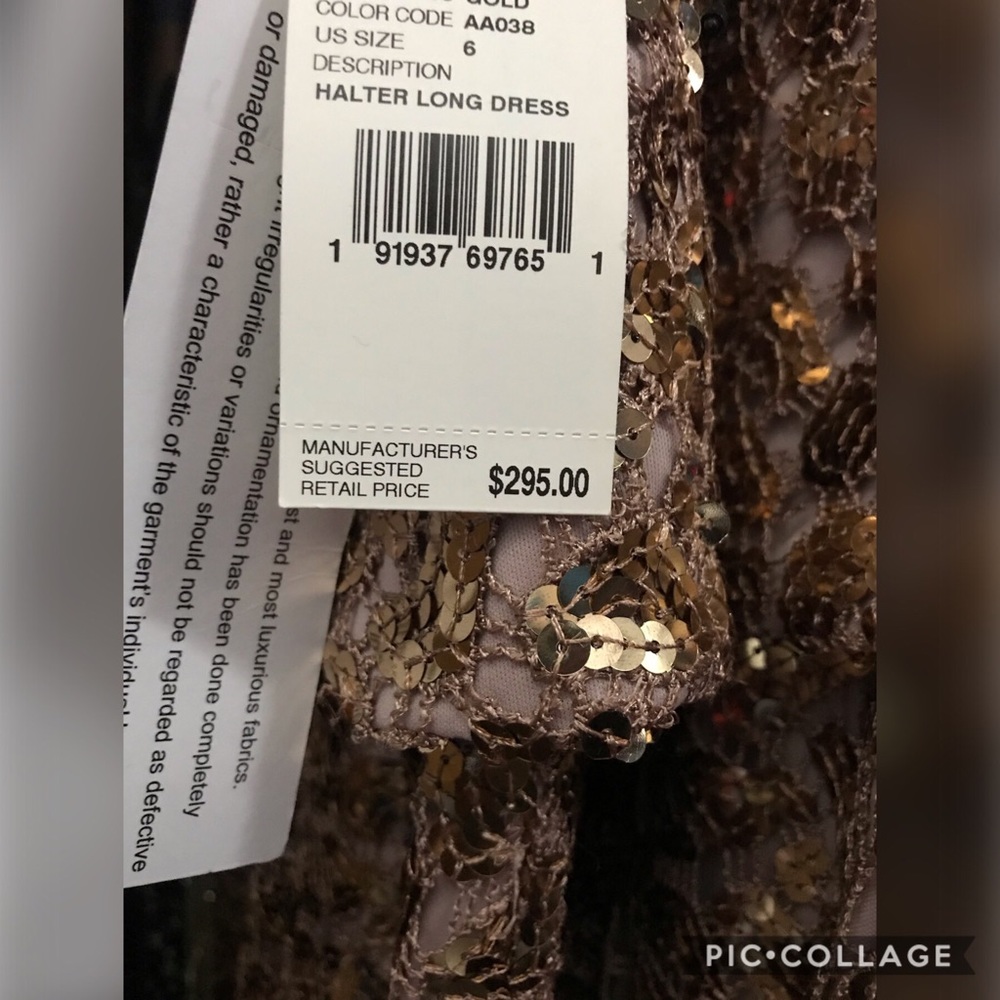 GOLD
COLOR CODE AA038
US SIZE 6
DESCRIPTION
HALTER LONG DRESS
1 91937 69765 1
MANUFACTURER'S
SUGGESTED
RETAIL PRICE $295.00
st and most luxurious fabrics.
ornamentation has been done completely
irregularities or variations should not be regarded as defective
or damaged, rather a characteristic of the garment's individual
PIC•COLLAGE